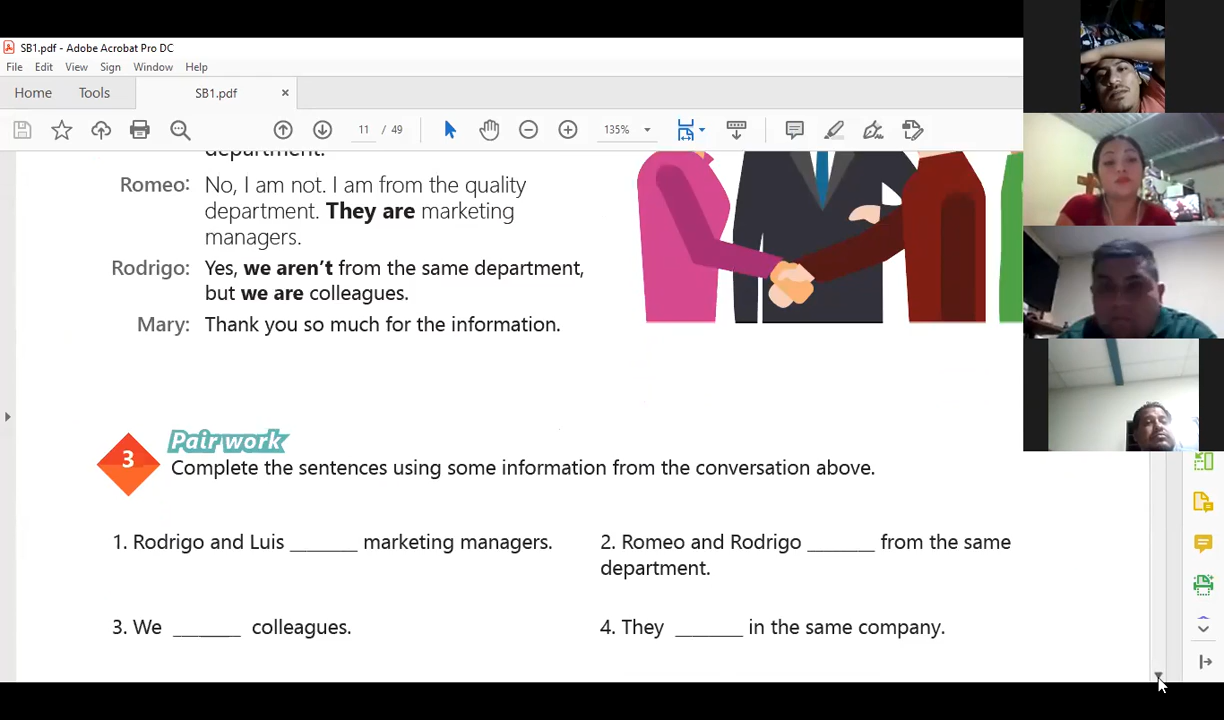 SB1.pdf - Adobe Acrobat Pro DC
File Edit View Sign Window Help
Home Tools SB1.pdf ×
11 / 49 135%
department.
Romeo: No, I am not. I am from the quality
department. They are marketing
managers.
Rodrigo: Yes, we aren't from the same department,
but we are colleagues.
Mary: Thank you so much for the information.
3
Pair work
Complete the sentences using some information from the conversation above.
1. Rodrigo and Luis _______ marketing managers.
2. Romeo and Rodrigo _______ from the same
department.
3. We _______ colleagues.
4. They _______ in the same company.